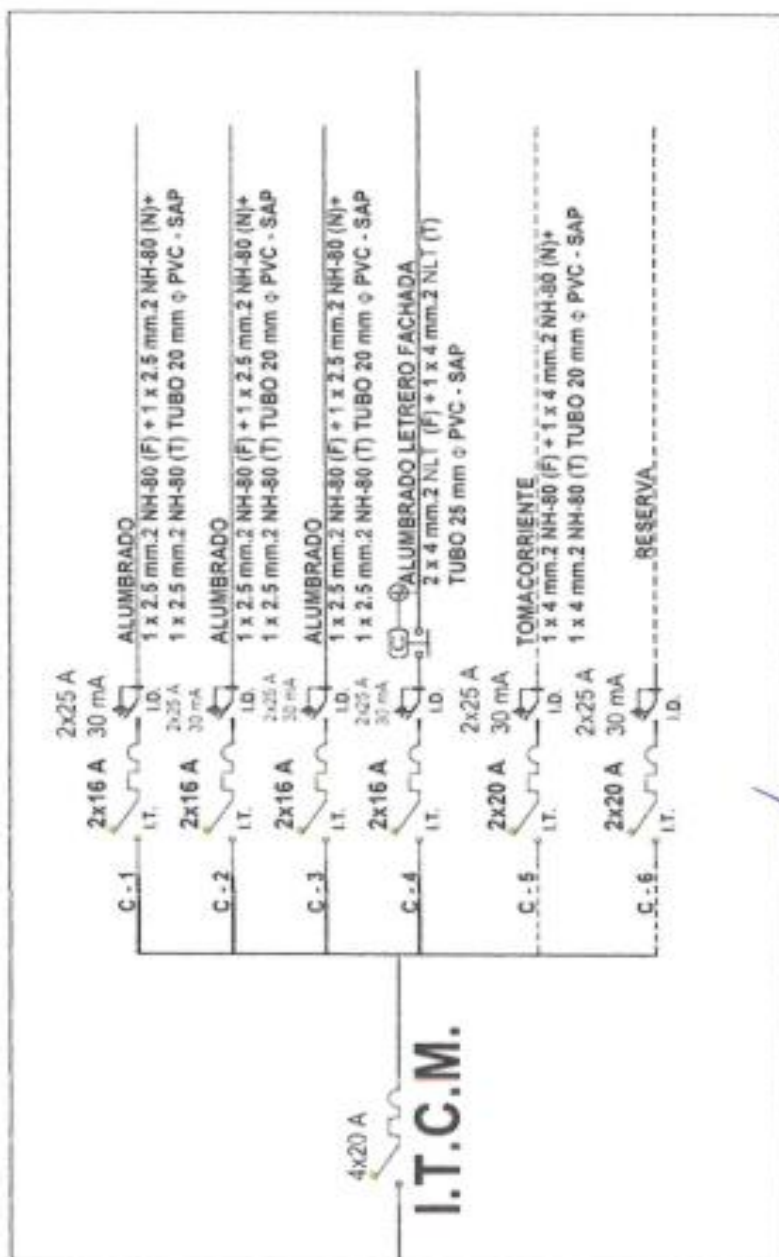 4x20 A
I.T.C.M.
C - 1
2x16 A
I.T.
2x25 A
30 mA
I.D.
ALUMBRADO
1 x 2.5 mm.2 NH-80 (F) + 1 x 2.5 mm.2 NH-80 (N)+
1 x 2.5 mm.2 NH-80 (T) TUBO 20 mm ф PVC - SAP
C - 2
2x16 A
I.T.
2x25 A
30 mA
I.D.
ALUMBRADO
1 x 2.5 mm.2 NH-80 (F) + 1 x 2.5 mm.2 NH-80 (N)+
1 x 2.5 mm.2 NH-80 (T) TUBO 20 mm ф PVC - SAP
C - 3
2x16 A
I.T.
2x25 A
30 mA
I.D.
ALUMBRADO
1 x 2.5 mm.2 NH-80 (F) + 1 x 2.5 mm.2 NH-80 (N)+
1 x 2.5 mm.2 NH-80 (T) TUBO 20 mm ф PVC - SAP
C - 4
2x16 A
I.T.
2x25 A
30 mA
I.D.
C
ALUMBRADO LETRERO FACHADA
2 x 4 mm.2 NLT (F) + 1 x 4 mm.2 NLT (T)
TUBO 25 mm ф PVC - SAP
C - 5
2x20 A
I.T.
2x25 A
30 mA
I.D.
TOMACORRIENTE
1 x 4 mm.2 NH-80 (F) + 1 x 4 mm.2 NH-80 (N)+
1 x 4 mm.2 NH-80 (T) TUBO 20 mm ф PVC - SAP
C - 6
2x20 A
I.T.
2x25 A
30 mA
I.D.
RESERVA